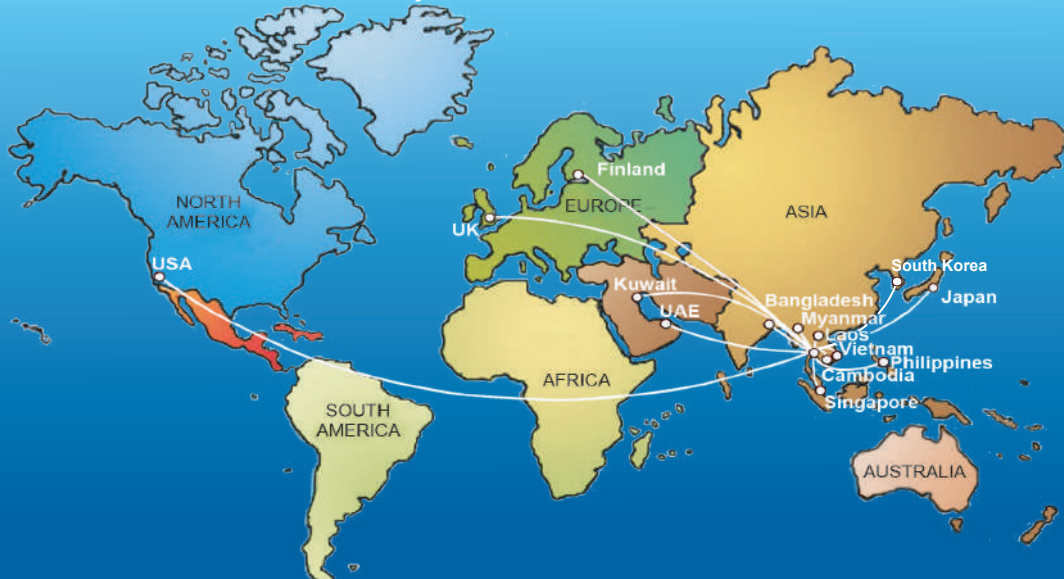 Finland
EUROPE
ASIA
NORTH
AMERICA
UK
USA
South Korea
Kuwait
Japan
Bangladesh
UAE
Myanmar
Laos
Vietnam
Philippines
Cambodia
AFRICA
Singapore
SOUTH
AMERICA
AUSTRALIA